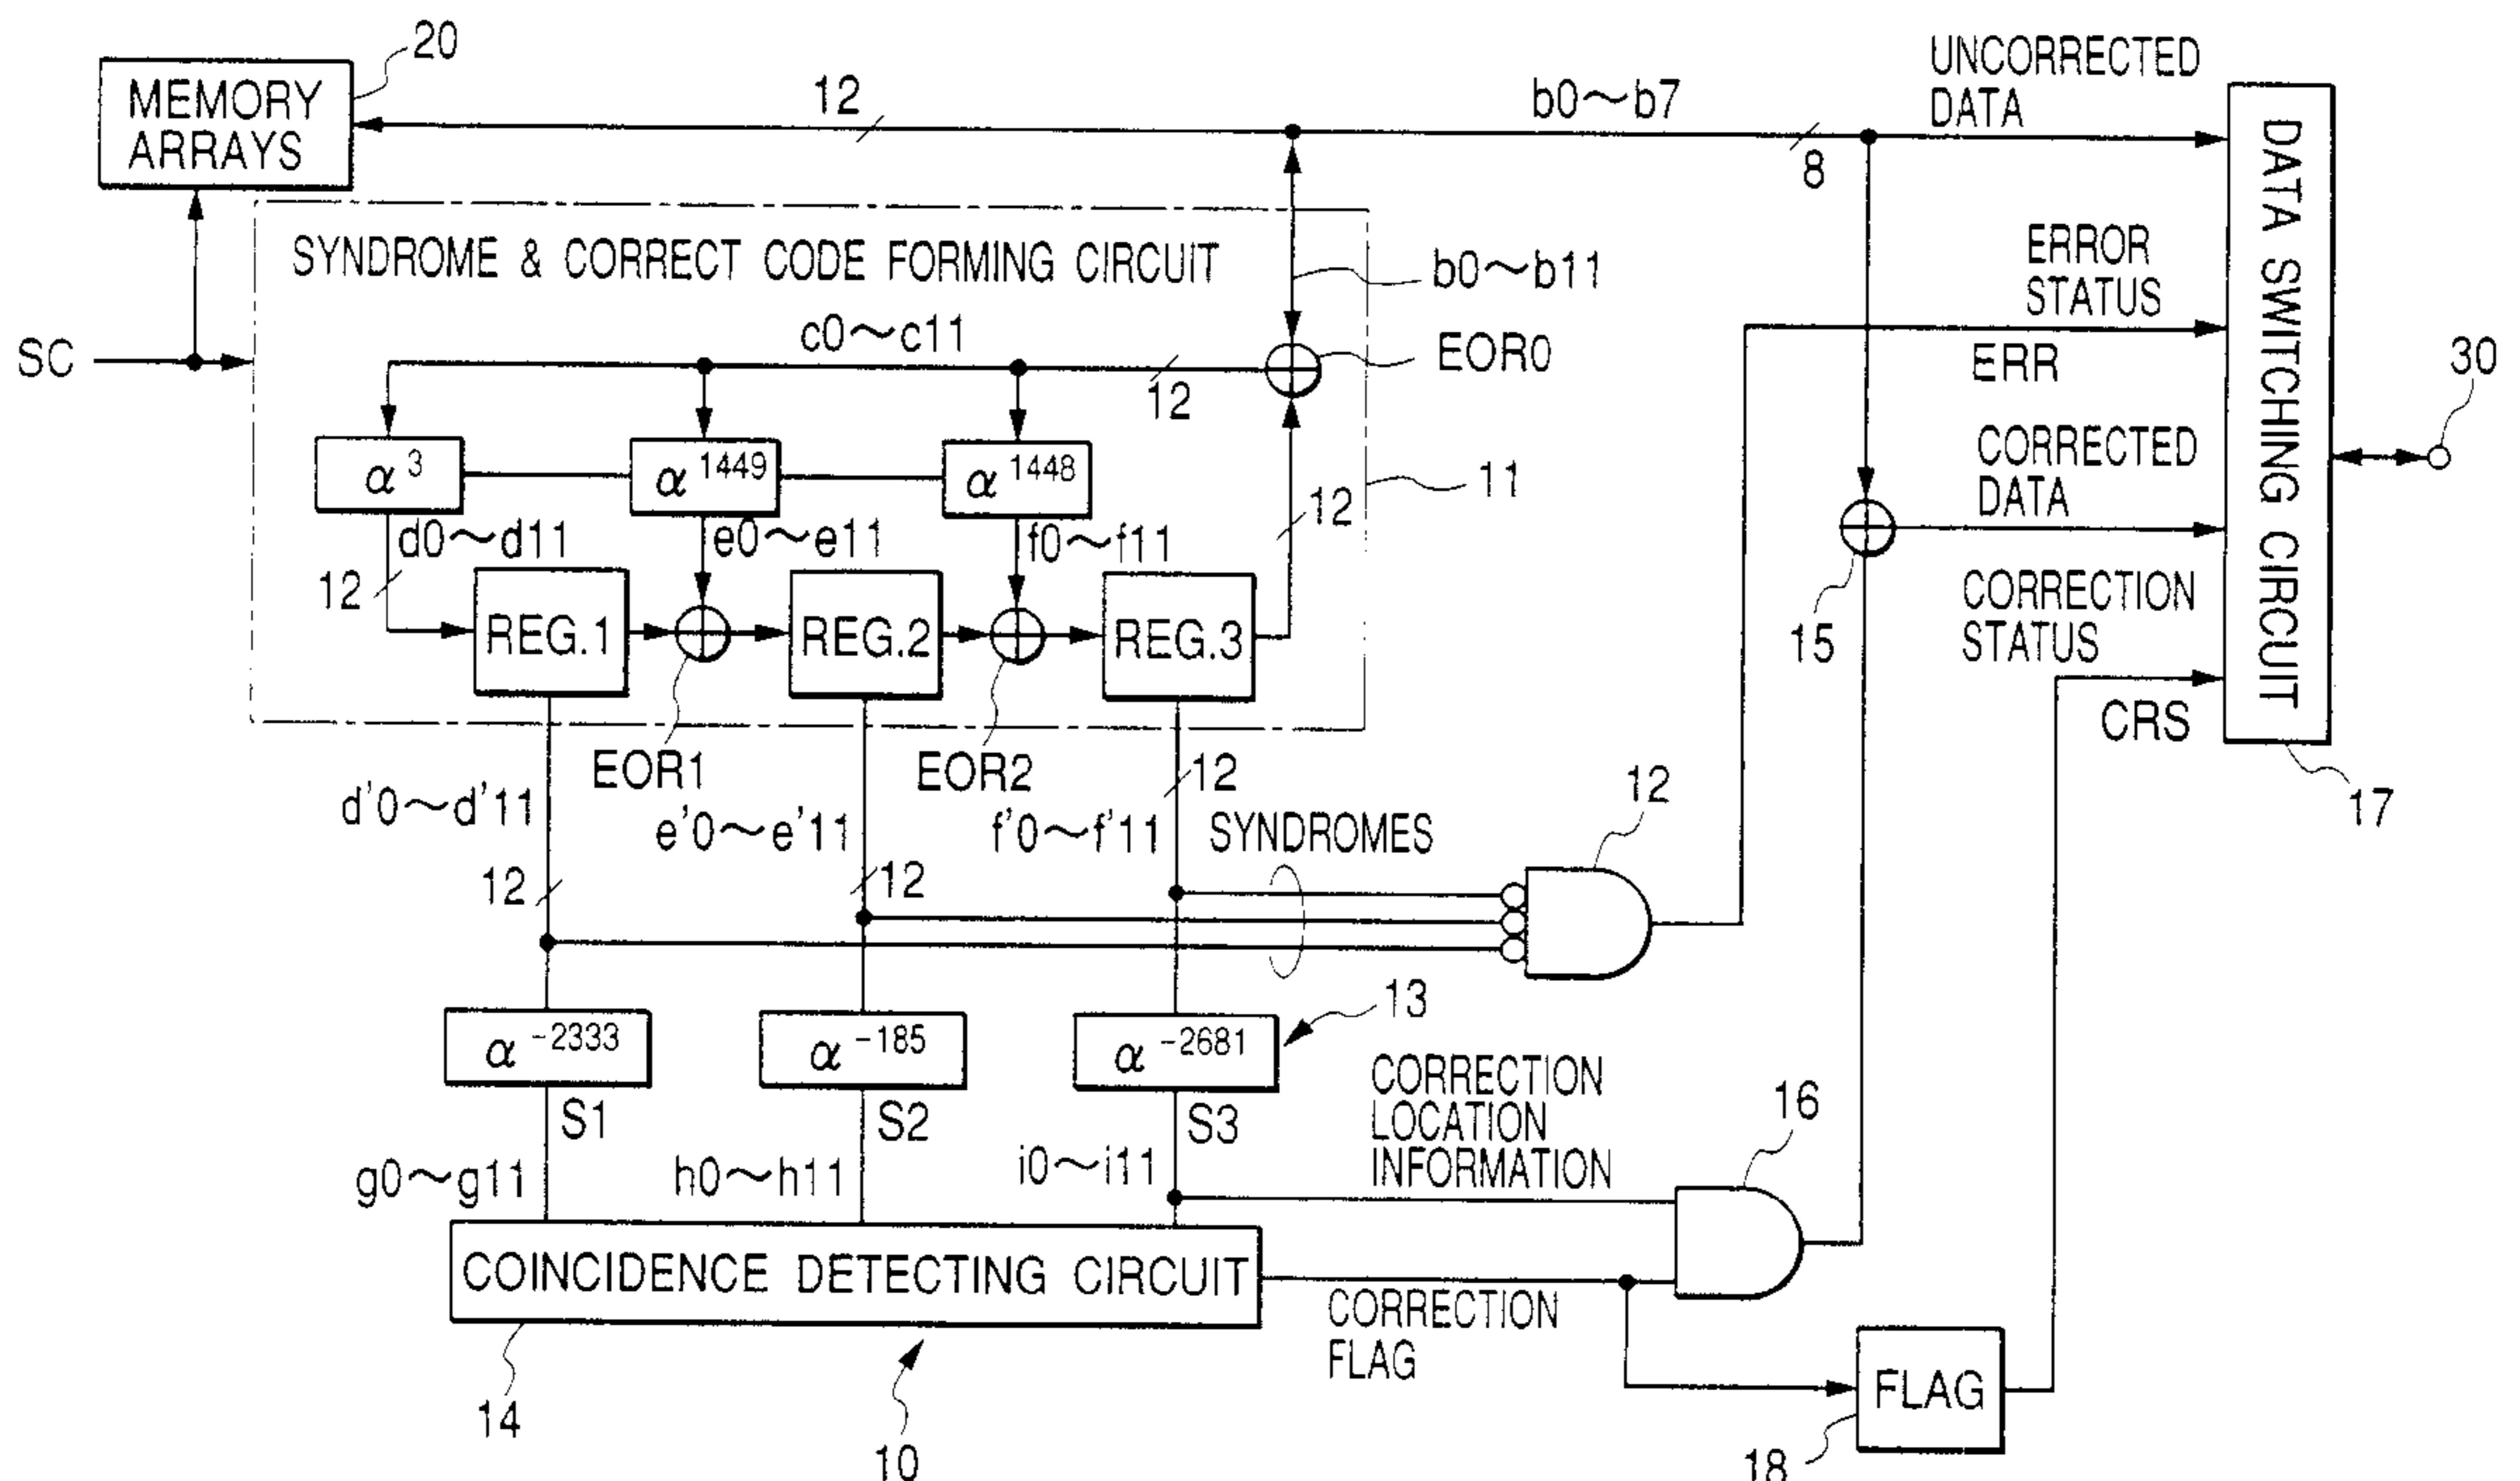 20
MEMORY
ARRAYS
12
b0~b7
8
UNCORRECTED
DATA
DATA SWITCHING CIRCUIT
SYNDROME & CORRECT CODE FORMING CIRCUIT
b0~b11
ERROR
STATUS
SC
c0~c11
12
EOR0
ERR
30
α3
α1449
α1448
12
11
CORRECTED
DATA
d0~d11
e0~e11
f0~f11
12
REG.1
REG.2
REG.3
15
CORRECTION
STATUS
CRS
EOR1
EOR2
12
12
17
d'0~d'11
e'0~e'11
f'0~f'11
SYNDROMES
12
12
13
α-2333
α-185
α-2681
S1
S2
S3
CORRECTION
LOCATION
INFORMATION
16
g0~g11
h0~h11
i0~i11
COINCIDENCE DETECTING CIRCUIT
CORRECTION
FLAG
14
10
FLAG
18